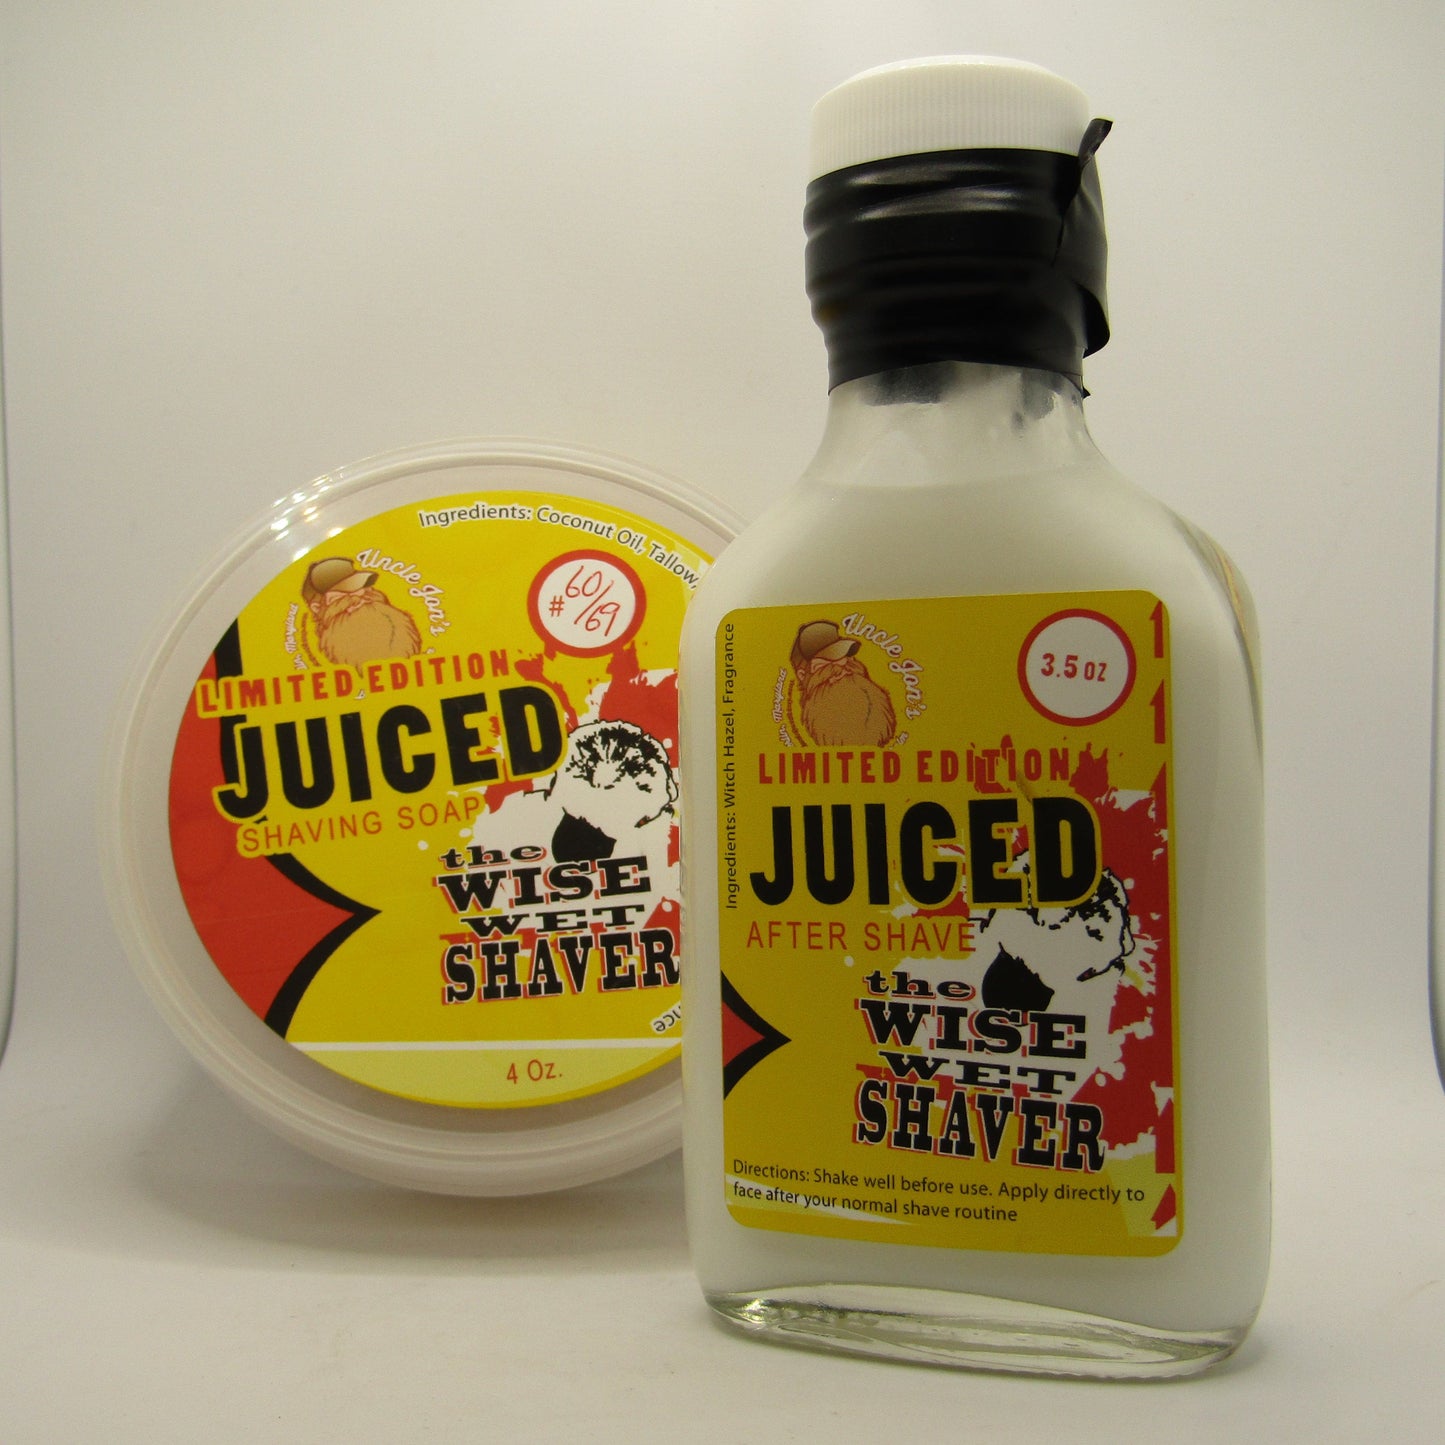 Ingredients: Coconut Oil, Tallow,
Uncle Jon's
Maryland
# 60/69
LIMITED EDITION
JUICED
SHAVING SOAP
the
WISE
WET
SHAVER
4 Oz.
Uncle Jon's
Maryland
3.5 oz
Ingredients: Witch Hazel, Fragrance
LIMITED EDITION
JUICED
AFTER SHAVE
the
WISE
WET
SHAVER
Directions: Shake well before use. Apply directly to
face after your normal shave routine